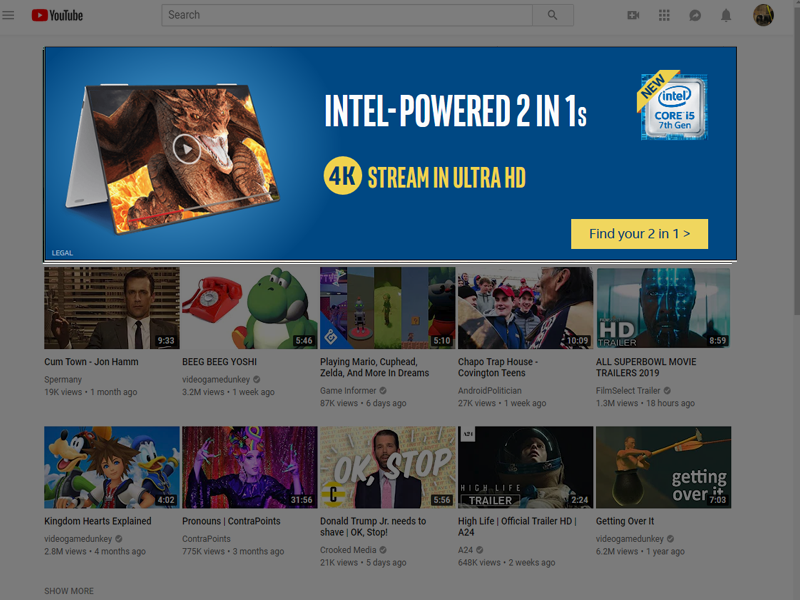 YouTube
Search
INTEL-POWERED 2 IN 1s
NEW
intel
CORE i5
7th Gen
4K STREAM IN ULTRA HD
Find your 2 in 1 >
LEGAL
9:33
5:46
5:10
10:09
HD
TRAILER
8:59
Cum Town - Jon Hamm
Spermany
19K views • 1 month ago
BEEG BEEG YOSHI
videogamedunkey
3.2M views • 1 week ago
Playing Mario, Cuphead,
Zelda, And More In Dreams
Game Informer
87K views • 6 days ago
Chapo Trap House -
Covington Teens
AndroidPolitician
27K views • 1 week ago
ALL SUPERBOWL MOVIE
TRAILERS 2019
FilmSelect Trailer
1.3M views • 18 hours ago
4:02
31:56
OK, STOP
C
5:56
A24
HIGH LIFE
TRAILER
2:24
getting
over it
7:03
Kingdom Hearts Explained
videogamedunkey
2.8M views • 4 months ago
Pronouns | ContraPoints
ContraPoints
775K views • 3 months ago
Donald Trump Jr. needs to
shave | OK, Stop!
Crooked Media
21K views • 5 days ago
High Life | Official Trailer HD |
A24
A24
648K views • 2 weeks ago
Getting Over It
videogamedunkey
6.2M views • 1 year ago
SHOW MORE